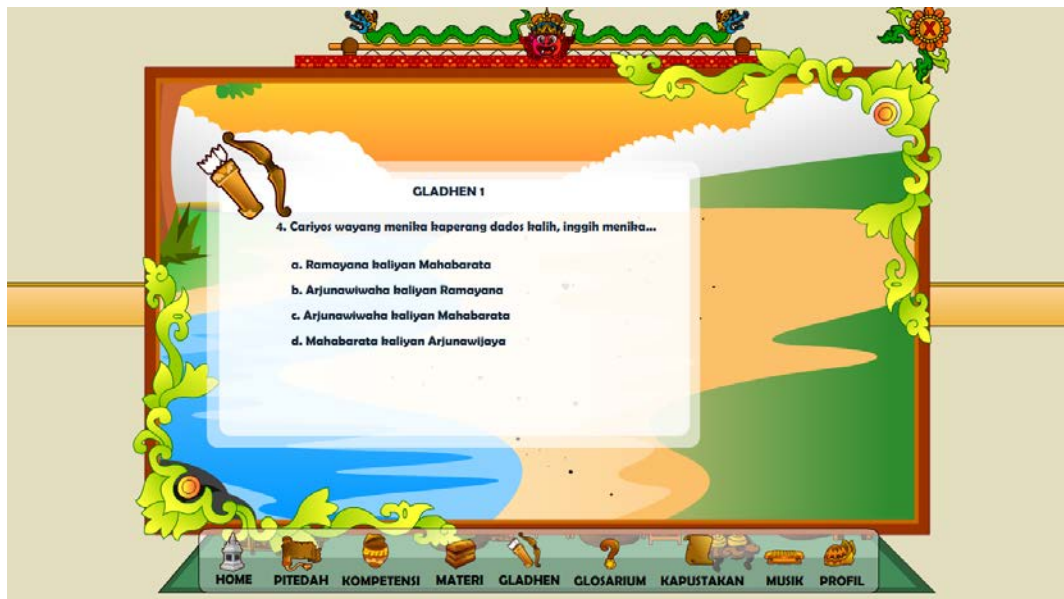 X
GLADHEN 1
4. Cariyos wayang menika kaperang dados kalih, inggih menika...
a. Ramayana kaliyan Mahabarata
b. Arjunawiwaha kaliyan Ramayana
c. Arjunawiwaha kaliyan Mahabarata
d. Mahabarata kaliyan Arjunawijaya
HOME PITEDAH KOMPETENSI MATERI GLADHEN GLOSARIUM KAPUSTAKAN MUSIK PROFIL